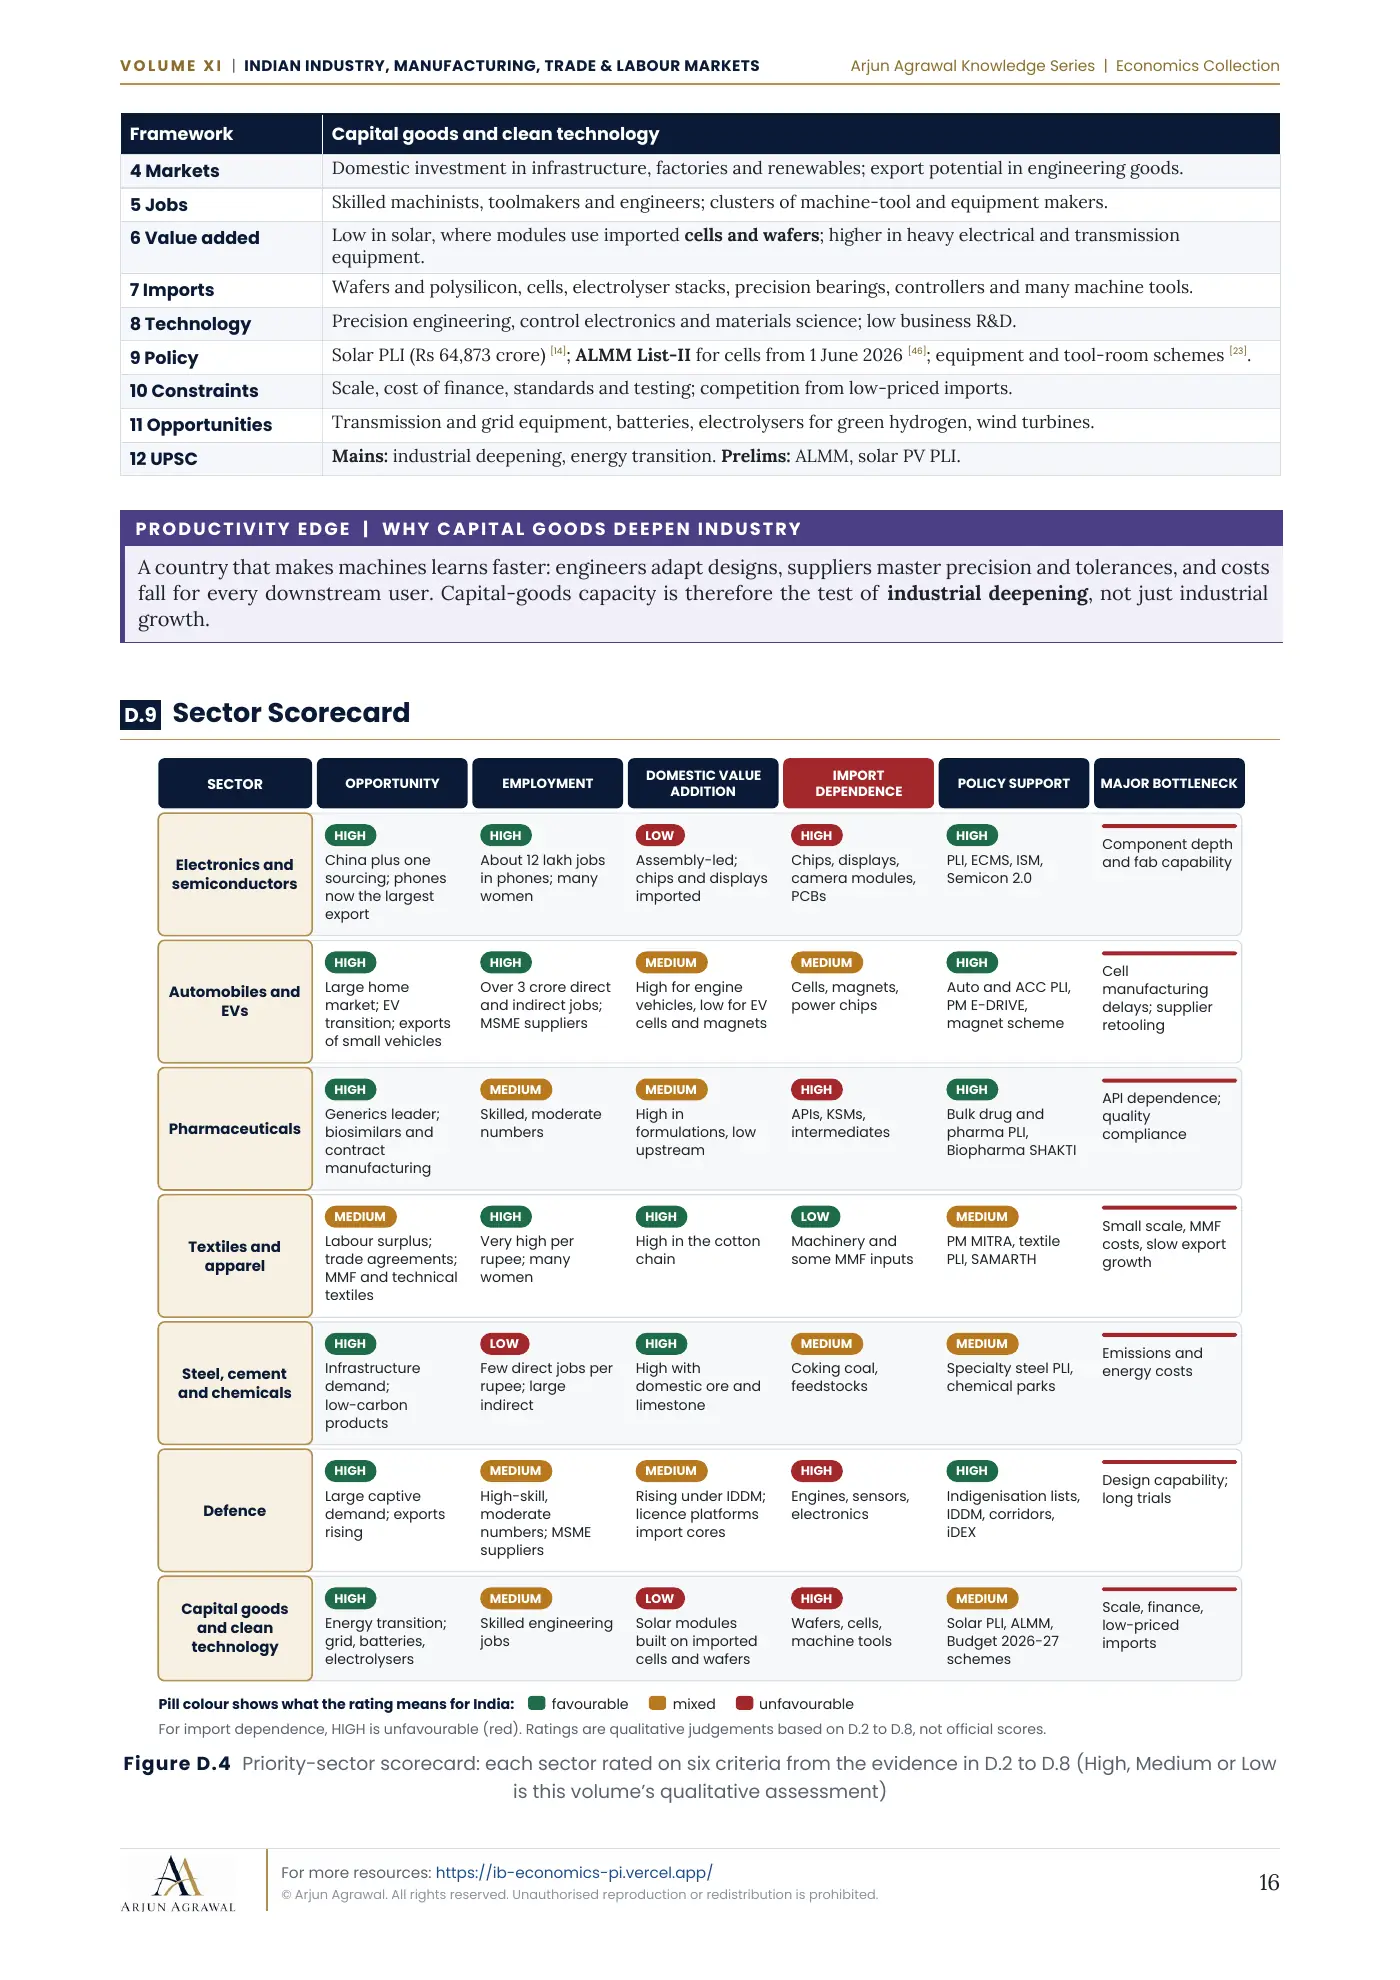 VOLUME XI | INDIAN INDUSTRY, MANUFACTURING, TRADE & LABOUR MARKETS
Arjun Agrawal Knowledge Series | Economics Collection
Framework
Capital goods and clean technology
4 Markets
Domestic investment in infrastructure, factories and renewables; export potential in engineering goods.
5 Jobs
Skilled machinists, toolmakers and engineers; clusters of machine-tool and equipment makers.
6 Value added
Low in solar, where modules use imported cells and wafers; higher in heavy electrical and transmission
equipment.
7 Imports
Wafers and polysilicon, cells, electrolyser stacks, precision bearings, controllers and many machine tools.
8 Technology
Precision engineering, control electronics and materials science; low business R&D.
9 Policy
Solar PLI (Rs 64,873 crore) [14]; ALMM List-II for cells from 1 June 2026 [46]; equipment and tool-room schemes [23].
10 Constraints
Scale, cost of finance, standards and testing; competition from low-priced imports.
11 Opportunities
Transmission and grid equipment, batteries, electrolysers for green hydrogen, wind turbines.
12 UPSC
Mains: industrial deepening, energy transition. Prelims: ALMM, solar PV PLI.
PRODUCTIVITY EDGE | WHY CAPITAL GOODS DEEPEN INDUSTRY
A country that makes machines learns faster: engineers adapt designs, suppliers master precision and tolerances, and costs
fall for every downstream user. Capital-goods capacity is therefore the test of industrial deepening, not just industrial
growth.
D.9 Sector Scorecard
SECTOR
OPPORTUNITY
EMPLOYMENT
DOMESTIC VALUE
ADDITION
IMPORT
DEPENDENCE
POLICY SUPPORT
MAJOR BOTTLENECK
Electronics and
semiconductors
HIGH
China plus one
sourcing; phones
now the largest
export
HIGH
About 12 lakh jobs
in phones; many
women
LOW
Assembly-led;
chips and displays
imported
HIGH
Chips, displays,
camera modules,
PCBs
HIGH
PLI, ECMS, ISM,
Semicon 2.0
Component depth
and fab capability
Automobiles and
EVs
HIGH
Large home
market; EV
transition; exports
of small vehicles
HIGH
Over 3 crore direct
and indirect jobs;
MSME suppliers
MEDIUM
High for engine
vehicles, low for EV
cells and magnets
MEDIUM
Cells, magnets,
power chips
HIGH
Auto and ACC PLI,
PM E-DRIVE,
magnet scheme
Cell
manufacturing
delays; supplier
retooling
Pharmaceuticals
HIGH
Generics leader;
biosimilars and
contract
manufacturing
MEDIUM
Skilled, moderate
numbers
MEDIUM
High in
formulations, low
upstream
HIGH
APIs, KSMs,
intermediates
HIGH
Bulk drug and
pharma PLI,
Biopharma SHAKTI
API dependence;
quality
compliance
Textiles and
apparel
MEDIUM
Labour surplus;
trade agreements;
MMF and technical
textiles
HIGH
Very high per
rupee; many
women
HIGH
High in the cotton
chain
LOW
Machinery and
some MMF inputs
MEDIUM
PM MITRA, textile
PLI, SAMARTH
Small scale, MMF
costs, slow export
growth
Steel, cement
and chemicals
HIGH
Infrastructure
demand;
low-carbon
products
LOW
Few direct jobs per
rupee; large
indirect
HIGH
High with
domestic ore and
limestone
MEDIUM
Coking coal,
feedstocks
MEDIUM
Specialty steel PLI,
chemical parks
Emissions and
energy costs
Defence
HIGH
Large captive
demand; exports
rising
MEDIUM
High-skill,
moderate
numbers; MSME
suppliers
MEDIUM
Rising under IDDM;
licence platforms
import cores
HIGH
Engines, sensors,
electronics
HIGH
Indigenisation lists,
IDDM, corridors,
iDEX
Design capability;
long trials
Capital goods
and clean
technology
HIGH
Energy transition;
grid, batteries,
electrolysers
MEDIUM
Skilled engineering
jobs
LOW
Solar modules
built on imported
cells and wafers
HIGH
Wafers, cells,
machine tools
MEDIUM
Solar PLI, ALMM,
Budget 2026-27
schemes
Scale, finance,
low-priced
imports
Pill colour shows what the rating means for India: favourable mixed unfavourable
For import dependence, HIGH is unfavourable (red). Ratings are qualitative judgements based on D.2 to D.8, not official scores.
Figure D.4 Priority-sector scorecard: each sector rated on six criteria from the evidence in D.2 to D.8 (High, Medium or Low
is this volume's qualitative assessment)
ARJUN AGRAWAL
For more resources: https://ib-economics-pi.vercel.app/
© Arjun Agrawal. All rights reserved. Unauthorised reproduction or redistribution is prohibited.
16